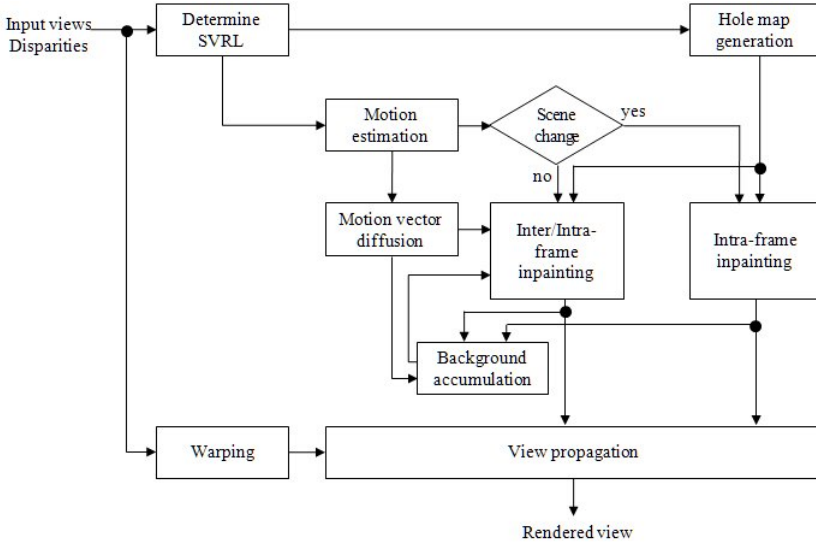 Input views
Disparities
Determine
SVRL
Hole map
generation
Motion
estimation
Scene
change
yes
no
Motion vector
diffusion
Inter/Intra-
frame
inpainting
Intra-frame
inpainting
Background
accumulation
Warping
View propagation
Rendered view